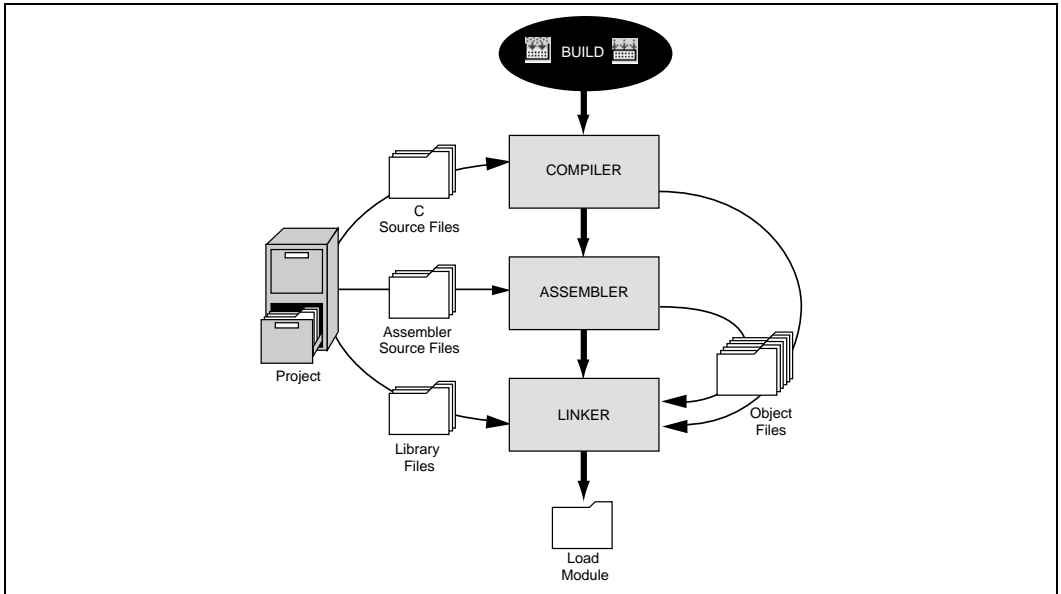 BUILD
COMPILER
C
Source Files
ASSEMBLER
Assembler
Source Files
Project
LINKER
Object
Files
Library
Files
Load
Module